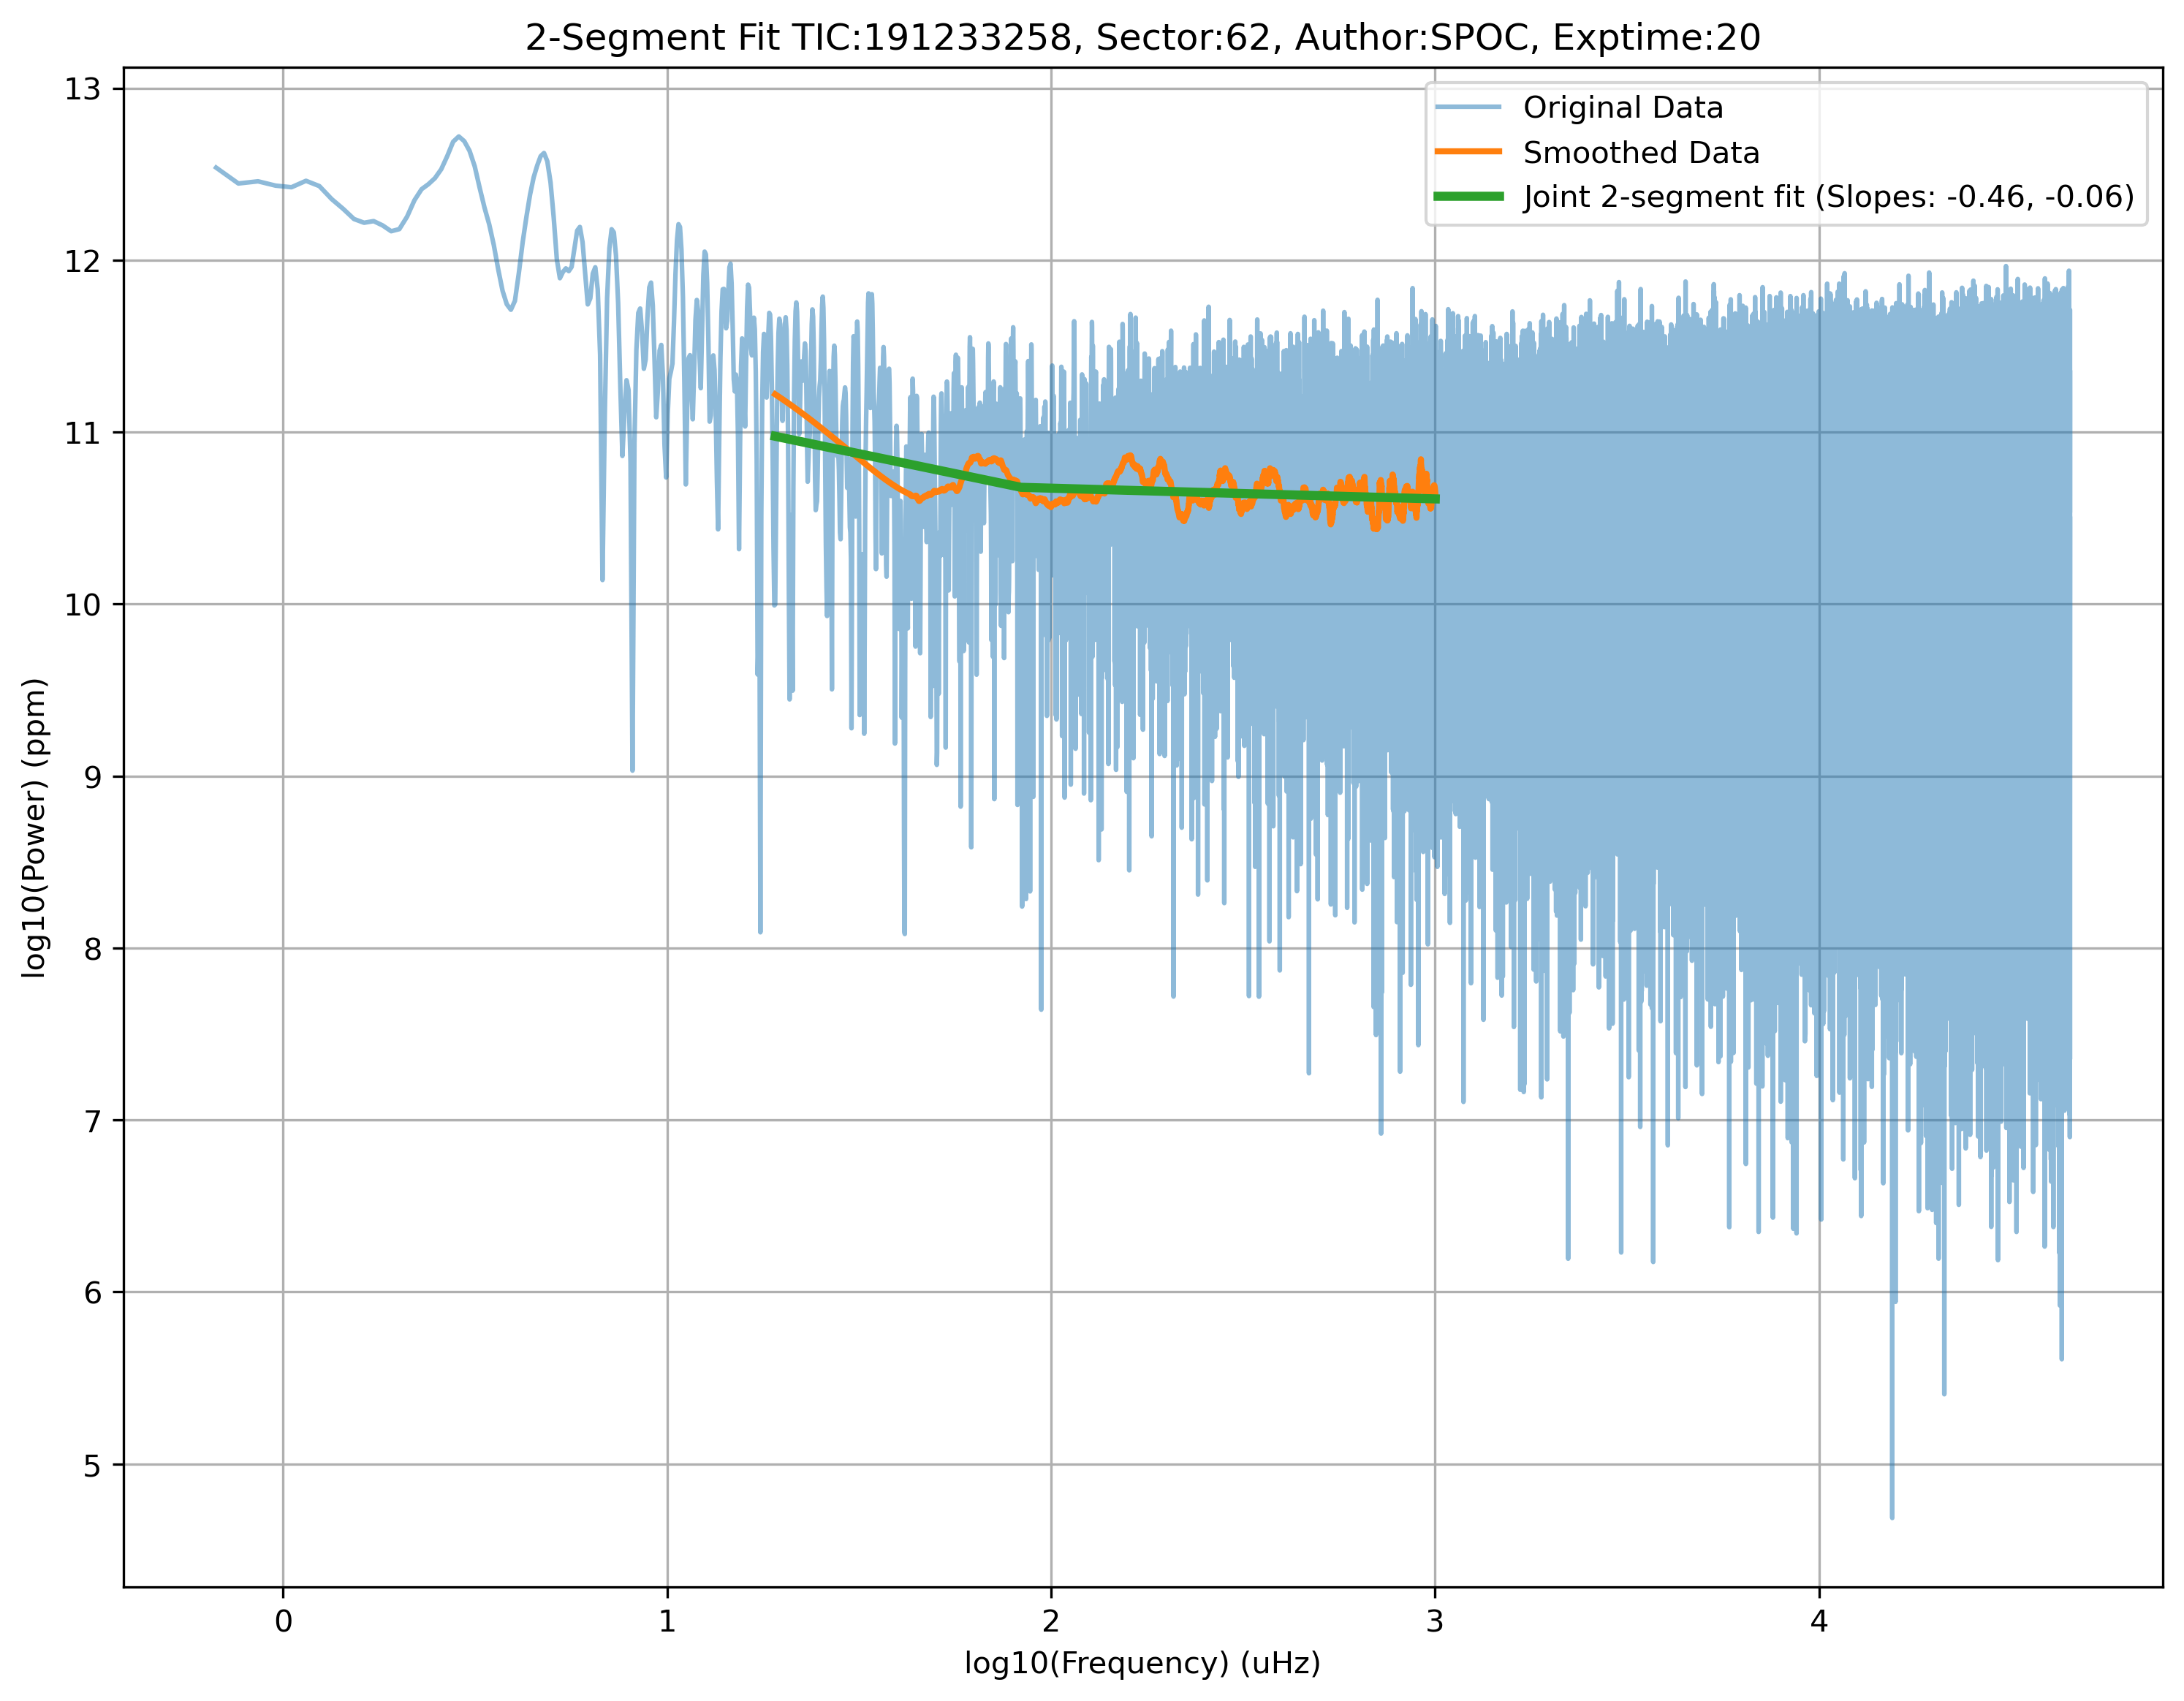 2-Segment Fit TIC:191233258, Sector:62, Author:SPOC, Exptime:20
Original Data
Smoothed Data
Joint 2-segment fit (Slopes: -0.46, -0.06)
log10(Power) (ppm)
13
12
11
10
9
8
7
6
5
0 1 2 3 4
log10(Frequency) (uHz)